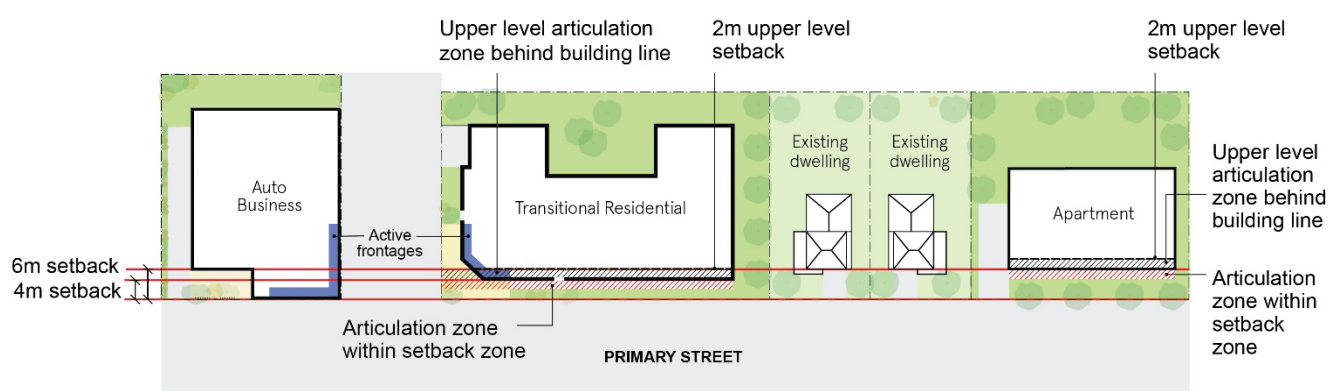 Upper level articulation
zone behind building line
2m upper level
setback
2m upper level
setback
Existing
dwelling
Existing
dwelling
Upper level
articulation
zone behind
building line
Auto
Business
Transitional Residential
Apartment
Active
frontages
6m setback
4m setback
Articulation zone
within setback zone
Articulation
zone within
setback
zone
PRIMARY STREET